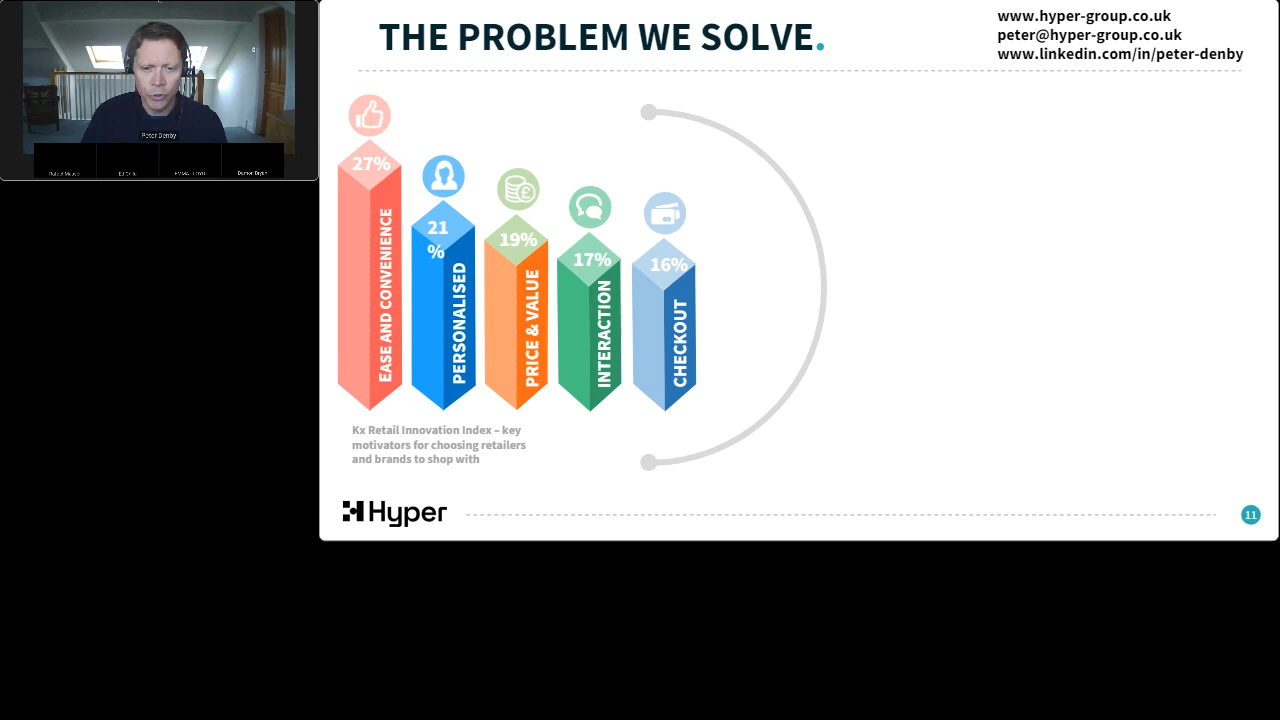 THE PROBLEM WE SOLVE.
www.hyper-group.co.uk
peter@hyper-group.co.uk
www.linkedin.com/in/peter-denby
Peter Denby
27%
EASE AND CONVENIENCE
21
%
PERSONALISED
19%
PRICE & VALUE
17%
INTERACTION
16%
CHECKOUT
Kx Retail Innovation Index – key
motivators for choosing retailers
and brands to shop with
Hyper
11